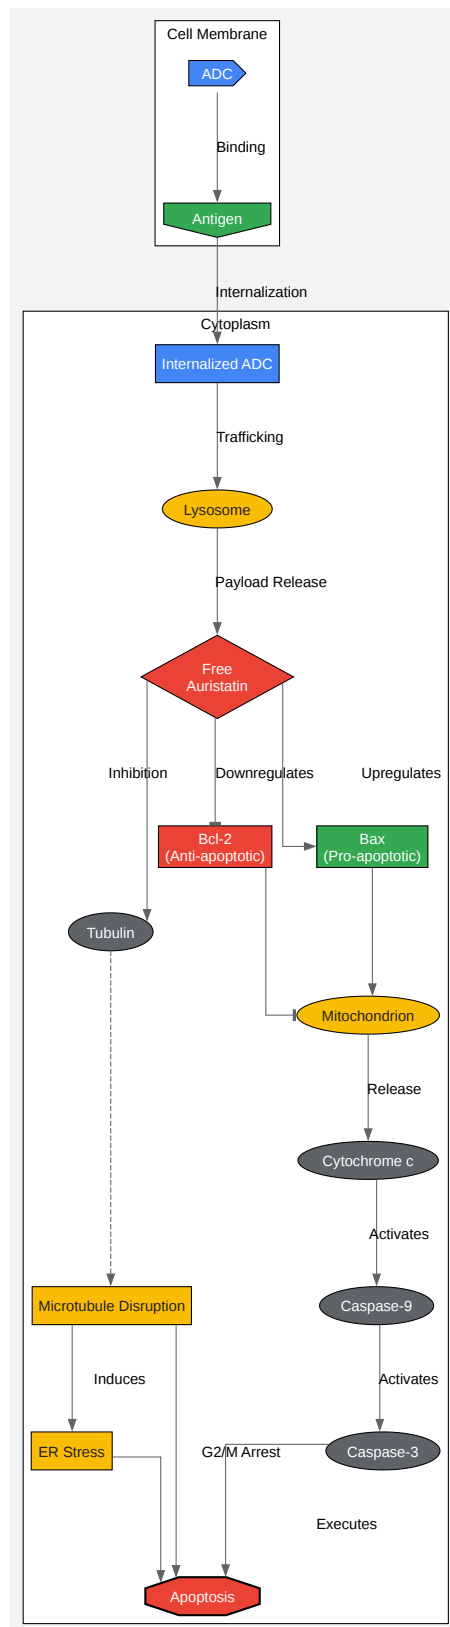 Cell Membrane
ADC
Binding
Antigen
Internalization
Cytoplasm
Internalized ADC
Trafficking
Lysosome
Payload Release
Free
Auristatin
Inhibition
Downregulates
Upregulates
Bcl-2
(Anti-apoptotic)
Bax
(Pro-apoptotic)
Tubulin
Mitochondrion
Release
Cytochrome c
Activates
Microtubule Disruption
Caspase-9
Induces
Activates
ER Stress
G2/M Arrest
Caspase-3
Executes
Apoptosis